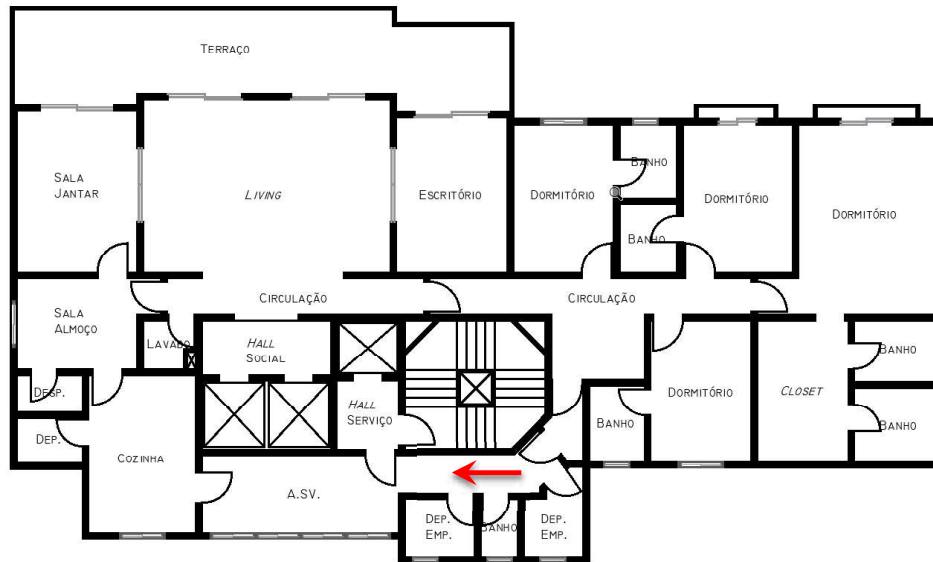 TERRAÇO
SALA
JANTAR
LIVING
ESCRITÓRIO
DORMITÓRIO
BANHO
BANHO
DORMITÓRIO
DORMITÓRIO
CIRCULAÇÃO
CIRCULAÇÃO
SALA
ALMOÇO
LAVABO
HALL
SOCIAL
HALL
SERVIÇO
DESP.
DEP.
COZINHA
A.SV.
DEP.
EMP.
BANHO
DEP.
EMP.
BANHO
DORMITÓRIO
CLOSET
BANHO
BANHO